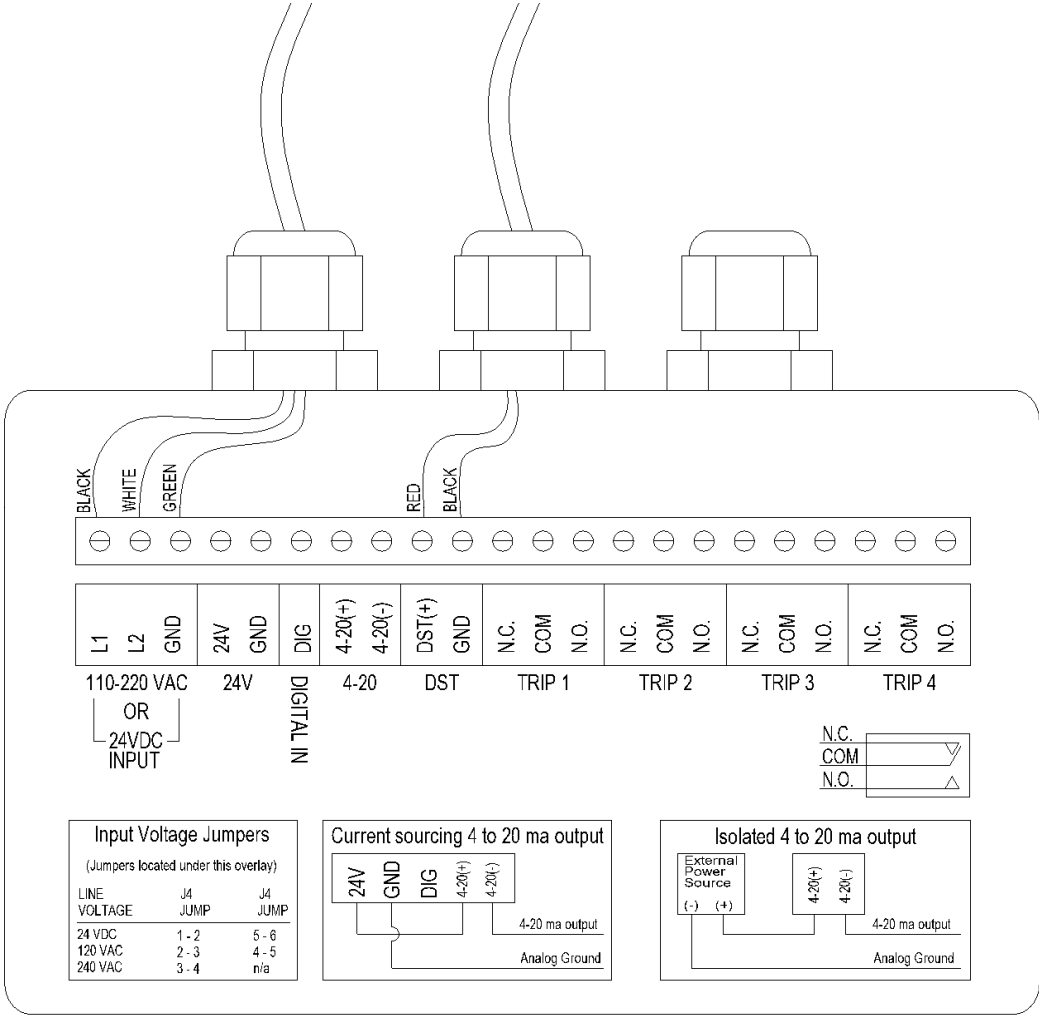 BLACK
WHITE
GREEN
RED
BLACK
L1 L2 GND 24V GND DIG 4-20(+) 4-20(-) DST(+) GND N.C. COM N.O. N.C. COM N.O. N.C. COM N.O. N.C. COM N.O.
110-220 VAC 24V DIGITAL IN 4-20 DST TRIP 1 TRIP 2 TRIP 3 TRIP 4
OR
24VDC
INPUT
N.C.
COM
N.O.
Input Voltage Jumpers
(Jumpers located under this overlay)
LINE J4 J4
VOLTAGE JUMP JUMP
24 VDC 1 - 2 5 - 6
120 VAC 2 - 3 4 - 5
240 VAC 3 - 4 n/a
Current sourcing 4 to 20 ma output
24V GND DIG 4-20(+) 4-20(-)
4-20 ma output
Analog Ground
Isolated 4 to 20 ma output
External
Power
Source
(-) (+)
4-20(+) 4-20(-)
4-20 ma output
Analog Ground